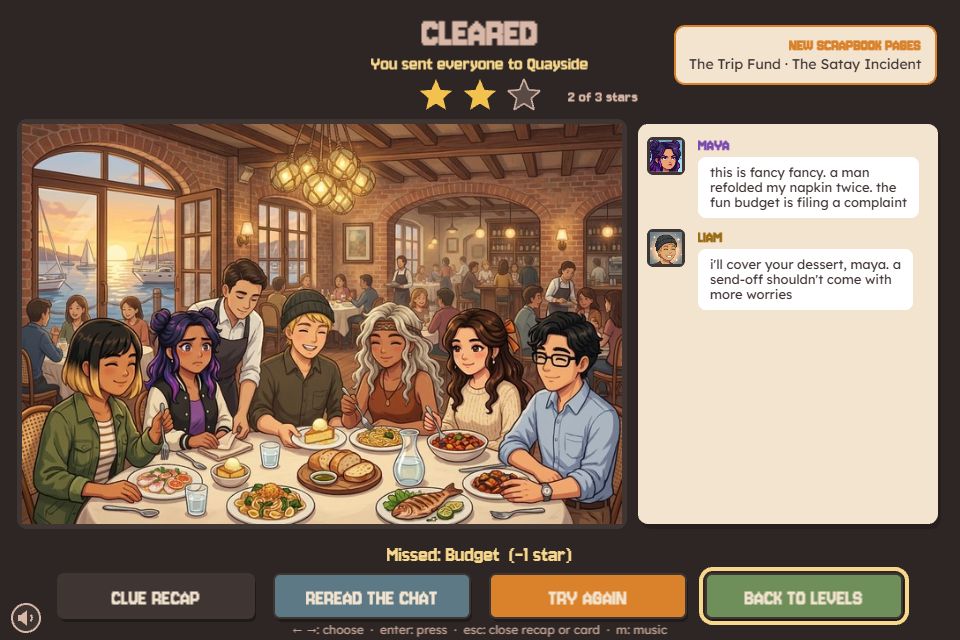 CLEARED
You sent everyone to Quayside
2 of 3 stars
NEW SCRAPBOOK PAGES
The Trip Fund · The Satay Incident
MAYA
this is fancy fancy. a man
refolded my napkin twice. the
fun budget is filing a complaint
LIAM
i'll cover your dessert, maya. a
send-off shouldn't come with
more worries
Missed: Budget (-1 star)
CLUE RECAP
REREAD THE CHAT
TRY AGAIN
BACK TO LEVELS
← →: choose · enter: press · esc: close recap or card · m: music